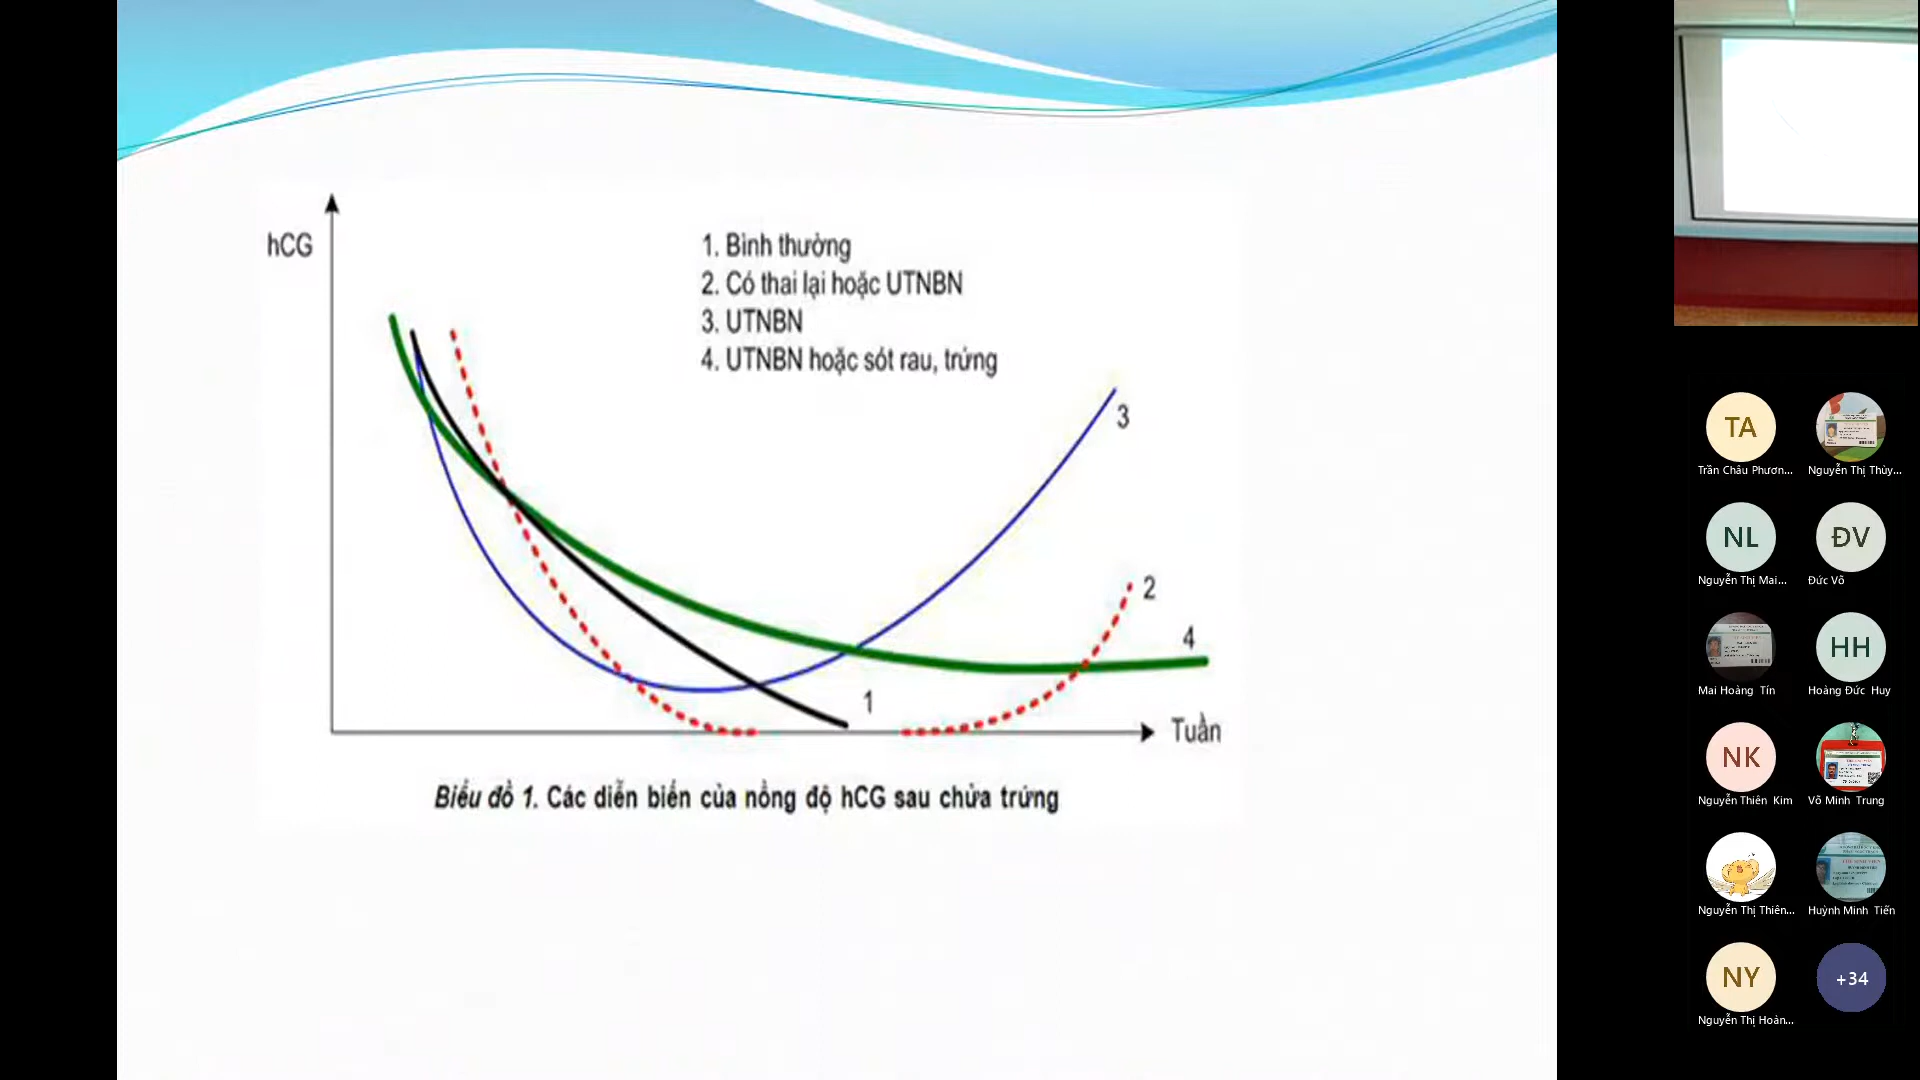 hCG
1. Bình thường
2. Có thai lại hoặc UTNBN
3. UTNBN
4. UTNBN hoặc sót rau, trứng
3
2
4
1
Tuần
Biểu đồ 1. Các diễn biến của nồng độ hCG sau chửa trứng
TA
Trần Châu Phươn...
Nguyễn Thị Thùy...
NL
ĐV
Nguyễn Thị Mai...
Đức Võ
HH
Mai Hoàng Tín
Hoàng Đức Huy
NK
Nguyễn Thiên Kim
Võ Minh Trung
Nguyễn Thị Thiên...
Huỳnh Minh Tiến
NY
+34
Nguyễn Thị Hoàn...